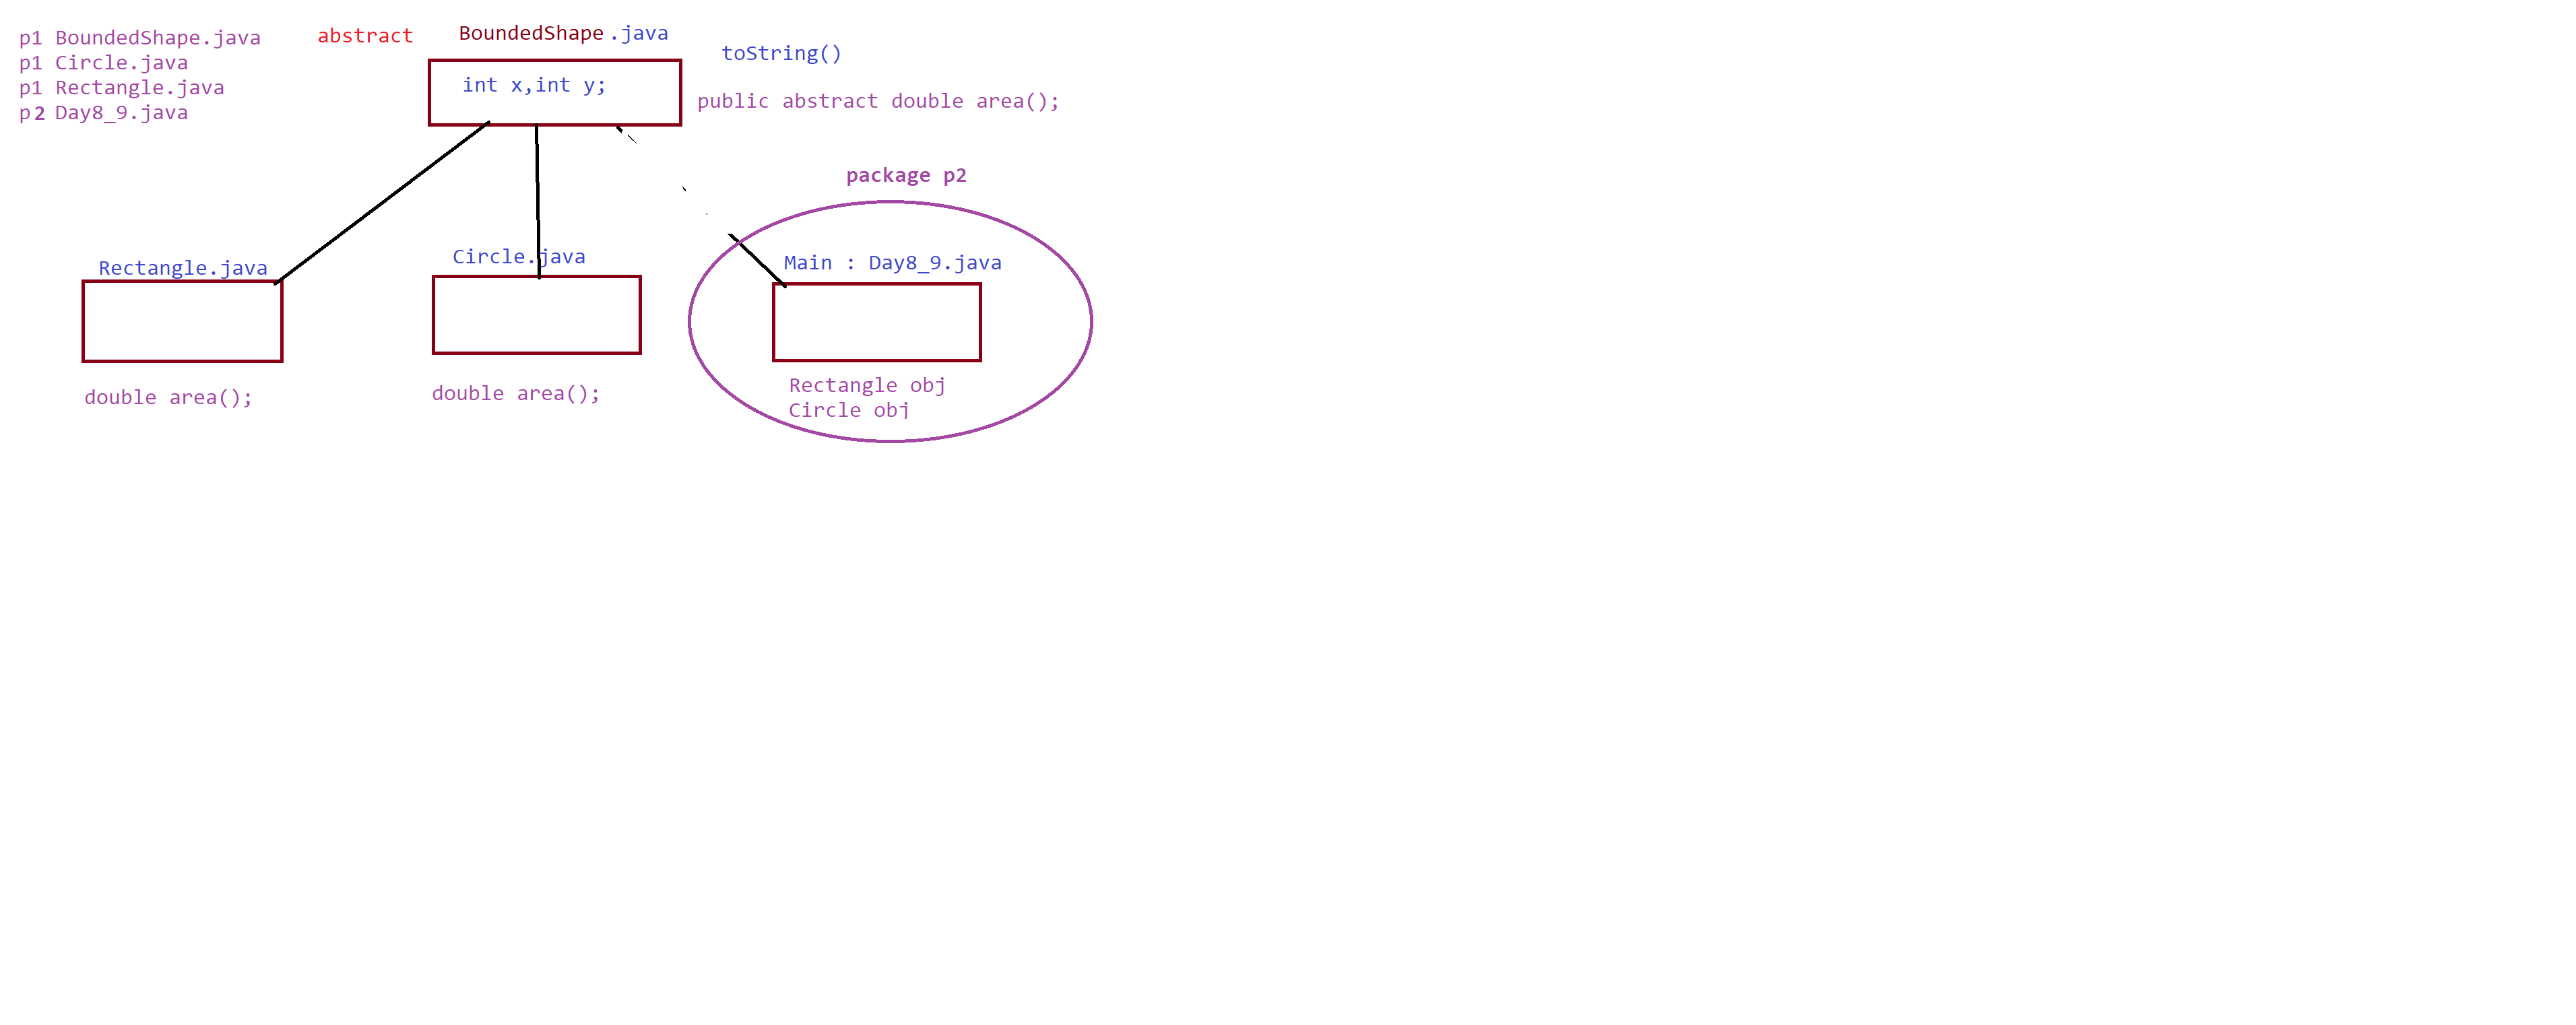 p1 BoundedShape.java
p1 Circle.java
p1 Rectangle.java
p2 Day8_9.java
abstract
BoundedShape .java
int x,int y;
toString()
public abstract double area();
package p2
Rectangle.java
double area();
Circle.java
double area();
Main : Day8_9.java
Rectangle obj
Circle obj